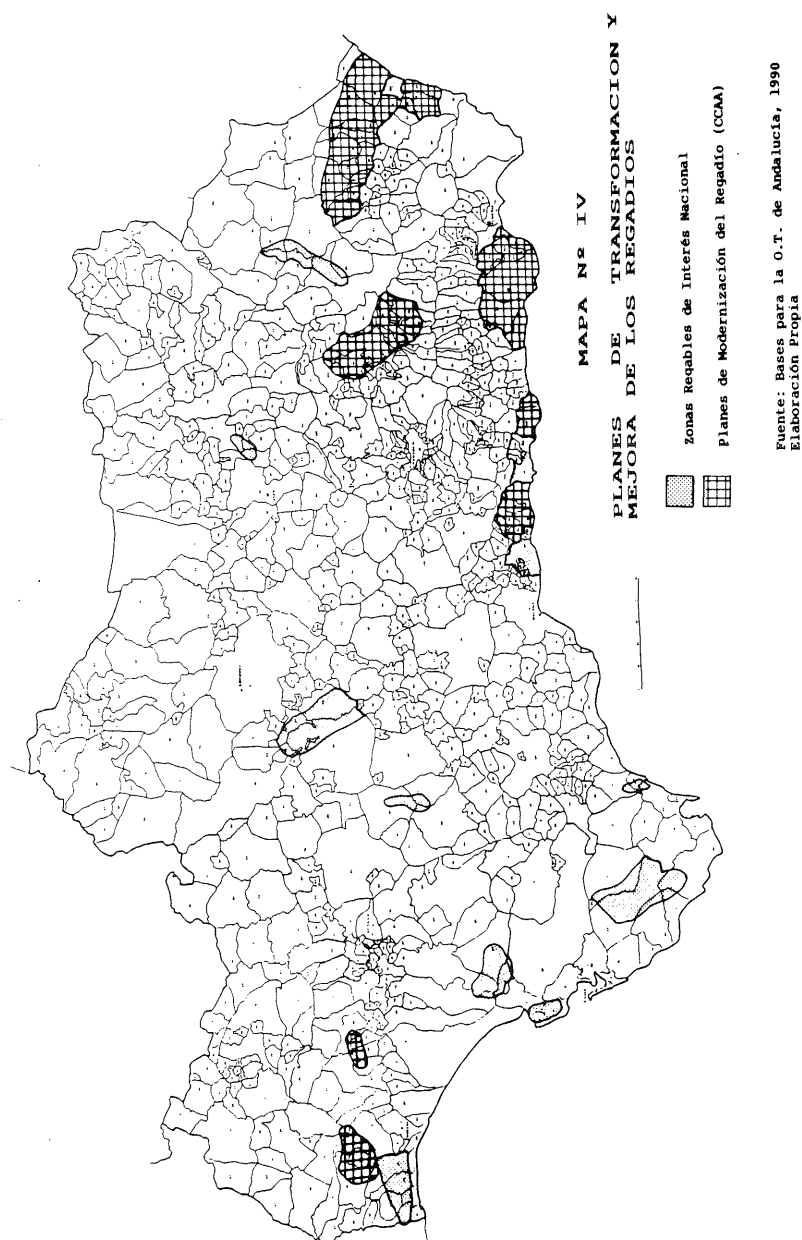 MAPA Nº IV
PLANES DE TRANSFORMACION Y
MEJORA DE LOS REGADIOS
Zonas Regables de Interés Nacional
Planes de Modernización del Regadío (CCAA)
Fuente: Bases para la O.T. de Andalucía, 1990
Elaboración Propia